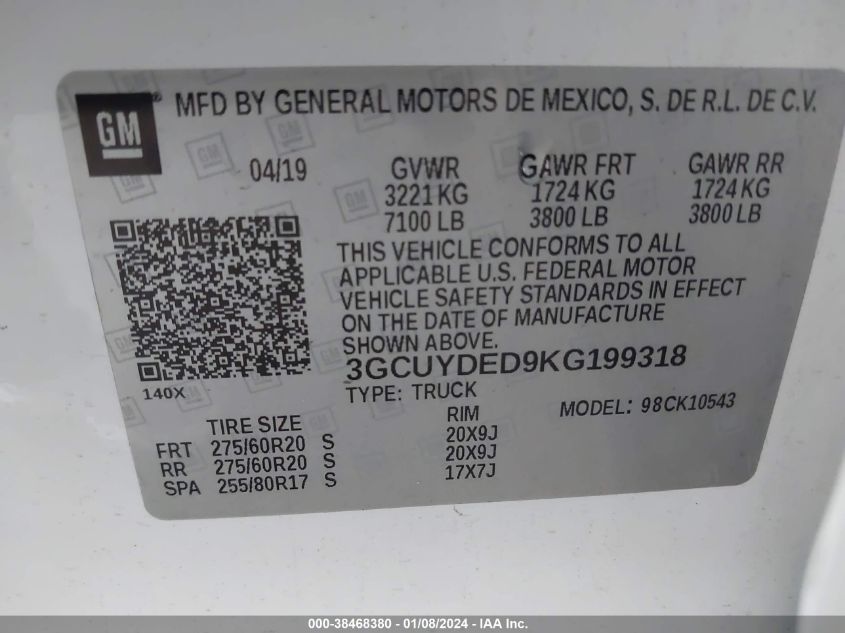 GM ® MFD BY GENERAL MOTORS DE MEXICO, S. DE R.L. DE C.V.
04/19 GVWR GAWR FRT GAWR RR
3221 KG 1724 KG 1724 KG
7100 LB 3800 LB 3800 LB
THIS VEHICLE CONFORMS TO ALL
APPLICABLE U.S. FEDERAL MOTOR
VEHICLE SAFETY STANDARDS IN EFFECT
ON THE DATE OF MANUFACTURE
SHOWN ABOVE.
3GCUYDED9KG199318
140X TYPE: TRUCK MODEL: 98CK10543
TIRE SIZE RIM
FRT 275/60R20 S 20X9J
RR 275/60R20 S 20X9J
SPA 255/80R17 S 17X7J
000-38468380 - 01/08/2024 - IAA Inc.